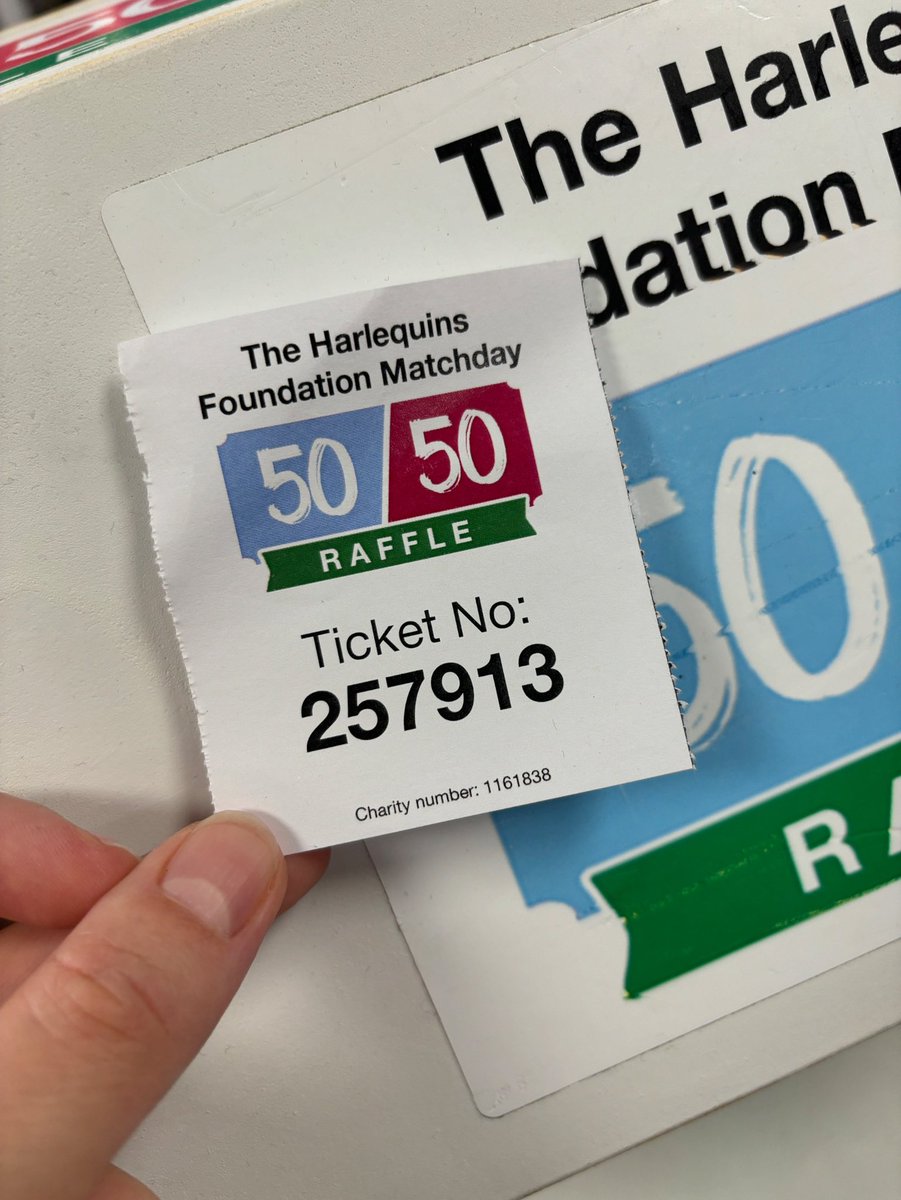 The Harlequins
Foundation Matchday
50 50
RAFFLE
Ticket No:
257913
Charity number: 1161838
The Harle
dation
50
RA